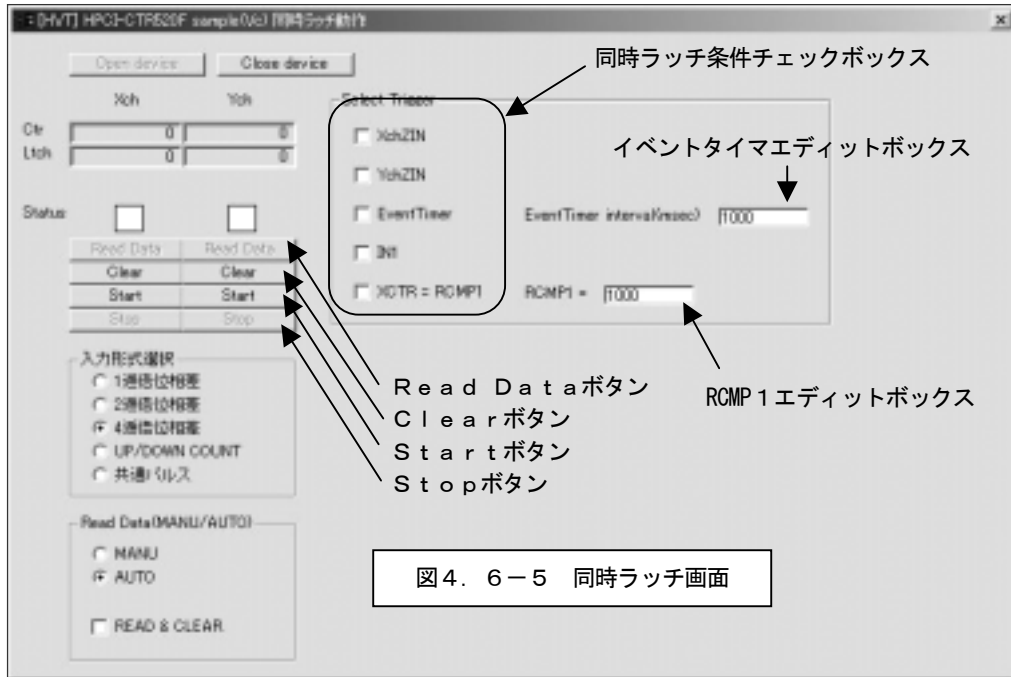 [HVT] HPCI-CTR520F sample(Vc) 同時ラッチ動作
Open device Close device
同時ラッチ条件チェックボックス
Xch Ych
Select Trigger
Ctr 0 0
XchZIN
Ltch 0 0
イベントタイマエディットボックス
YchZIN
Status
EventTimer EventTimer interval(msec) 1000
Read Data Read Data
IN1
Clear Clear
Start Start
XCTR = RCMP1 RCMP1 = 1000
Stop Stop
入力形式選択
1逓倍位相差
2逓倍位相差
4逓倍位相差
UP/DOWN COUNT
共通パルス
Ｒｅａｄ Ｄａｔａボタン
Ｃｌｅａｒボタン
Ｓｔａｒｔボタン
Ｓｔｏｐボタン
RCMP１エディットボックス
Read Data(MANU/AUTO)
MANU
AUTO
READ & CLEAR
図４．６－５ 同時ラッチ画面